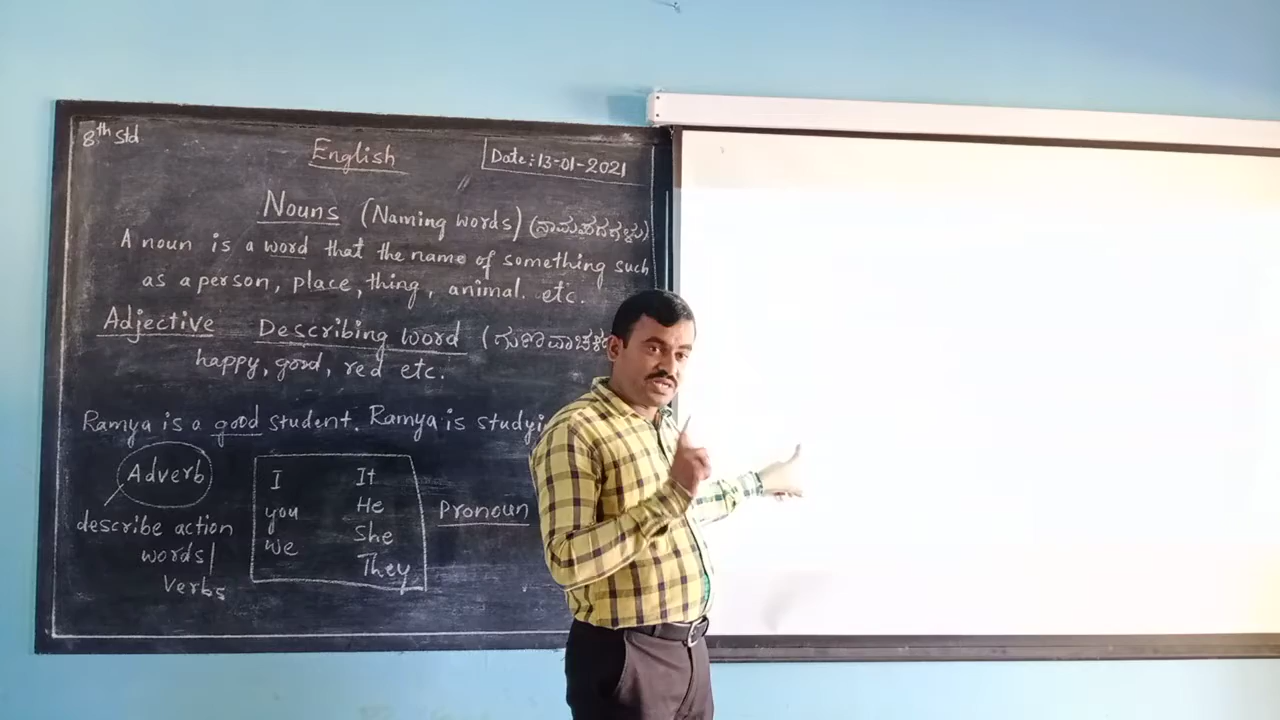 8th Std
English
Date: 13-01-2021
Nouns (Naming words) (ನಾಮಪದಗಳು)
A noun is a word that the name of something such
as a person, place, thing, animal. etc.
Adjective Describing word (ಗುಣವಾಚಕ
happy, good, red etc.
Ramya is a good student. Ramya is
Adverb
describe action
words/
Verbs
I It
you He
we She
They
Pronoun